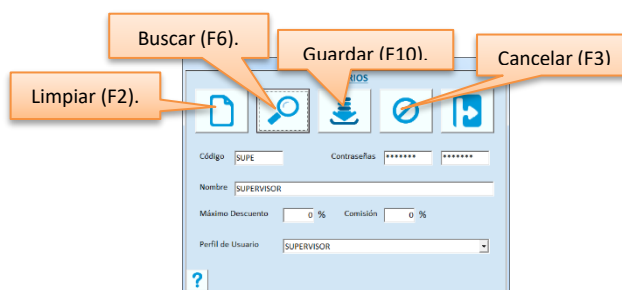 Buscar (F6).
Guardar (F10).
Cancelar (F3)
Limpiar (F2).
RIOS
Código SUPE Contraseñas ******* *******
Nombre SUPERVISOR
Máximo Descuento 0 % Comisión 0 %
Perfil de Usuario SUPERVISOR
?